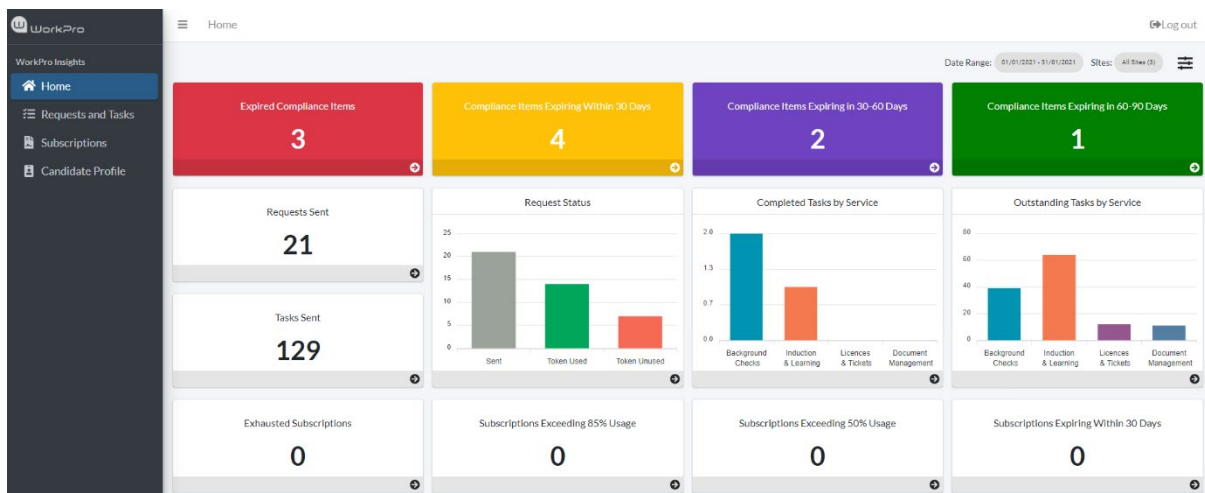 WorkPro
Home
Log out
WorkPro Insights
Home
Requests and Tasks
Subscriptions
Candidate Profile
Date Range: 01/01/2021 - 31/01/2021 Sites: All Sites (3)
Expired Compliance Items
3
Compliance Items Expiring Within 30 Days
4
Compliance Items Expiring in 30-60 Days
2
Compliance Items Expiring in 60-90 Days
1
Requests Sent
21
Tasks Sent
129
Request Status
25
20
15
10
5
0
Sent Token Used Token Unused
Completed Tasks by Service
2.0
1.3
0.7
0.0
Background Induction Licences Document
Checks & Learning & Tickets Management
Outstanding Tasks by Service
80
60
40
20
0
Background Induction Licences Document
Checks & Learning & Tickets Management
Exhausted Subscriptions
0
Subscriptions Exceeding 85% Usage
0
Subscriptions Exceeding 50% Usage
0
Subscriptions Expiring Within 30 Days
0